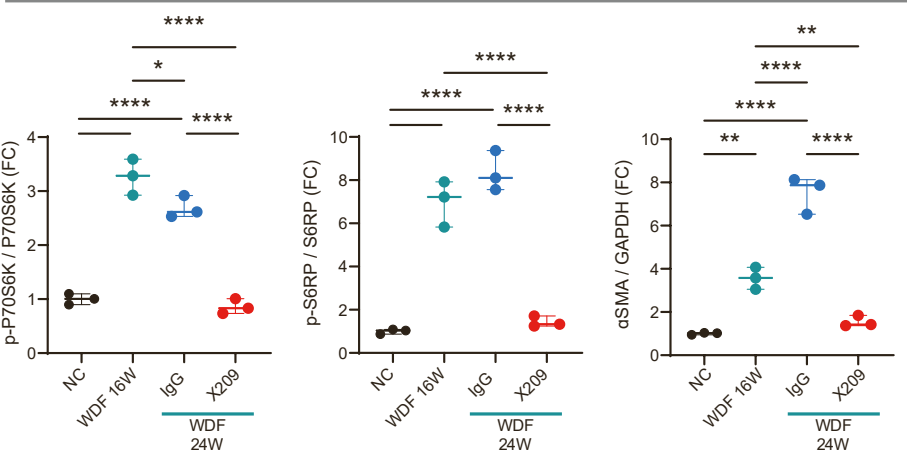 ****
*
****
****
4
3
2
1
0
p-P70S6K / P70S6K (FC)
NC
WDF 16W
IgG
X209
WDF
24W
****
****
****
10
8
6
4
2
0
p-S6RP / S6RP (FC)
NC
WDF 16W
IgG
X209
WDF
24W
**
****
****
**
****
10
8
6
4
2
0
αSMA / GAPDH (FC)
NC
WDF 16W
IgG
X209
WDF
24W